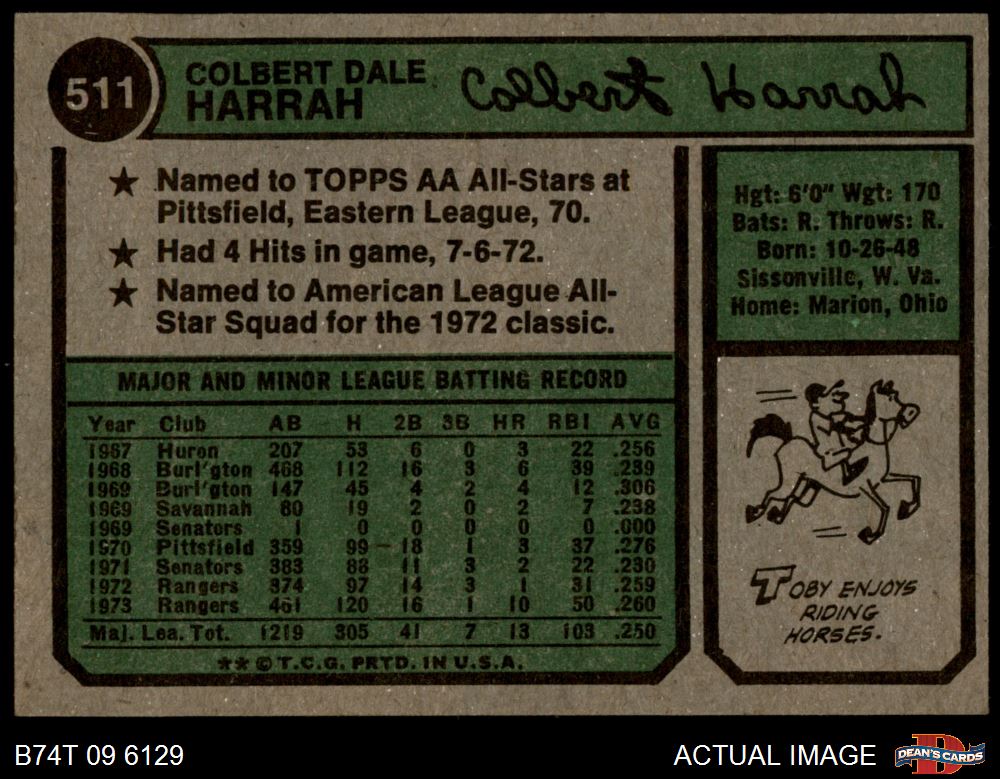 511
COLBERT DALE
HARRAH
Colbert Harrah
★ Named to TOPPS AA All-Stars at
Pittsfield, Eastern League, 70.
★ Had 4 Hits in game, 7-6-72.
★ Named to American League All-
Star Squad for the 1972 classic.
Hgt: 6'0" Wgt: 170
Bats: R. Throws: R.
Born: 10-26-48
Sissonville, W. Va.
Home: Marion, Ohio
MAJOR AND MINOR LEAGUE BATTING RECORD
Year Club AB H 2B 3B HR RBI AVG
1967 Huron 207 53 6 0 3 22 .256
1968 Burl'gton 468 112 16 3 6 39 .239
1969 Burl'gton 147 45 4 2 4 12 .306
1969 Savannah 80 19 2 0 2 7 .238
1969 Senators 1 0 0 0 0 0 .000
1970 Pittsfield 359 99 18 1 3 37 .276
1971 Senators 383 88 11 3 2 22 .230
1972 Rangers 374 97 14 3 1 31 .259
1973 Rangers 461 120 16 1 10 50 .260
Maj. Lea. Tot. 1219 305 41 7 13 103 .250
** © T.C.G. PRTD. IN U.S.A.
TOBY ENJOYS
RIDING
HORSES.
B74T 09 6129
ACTUAL IMAGE
DEAN'S CARDS